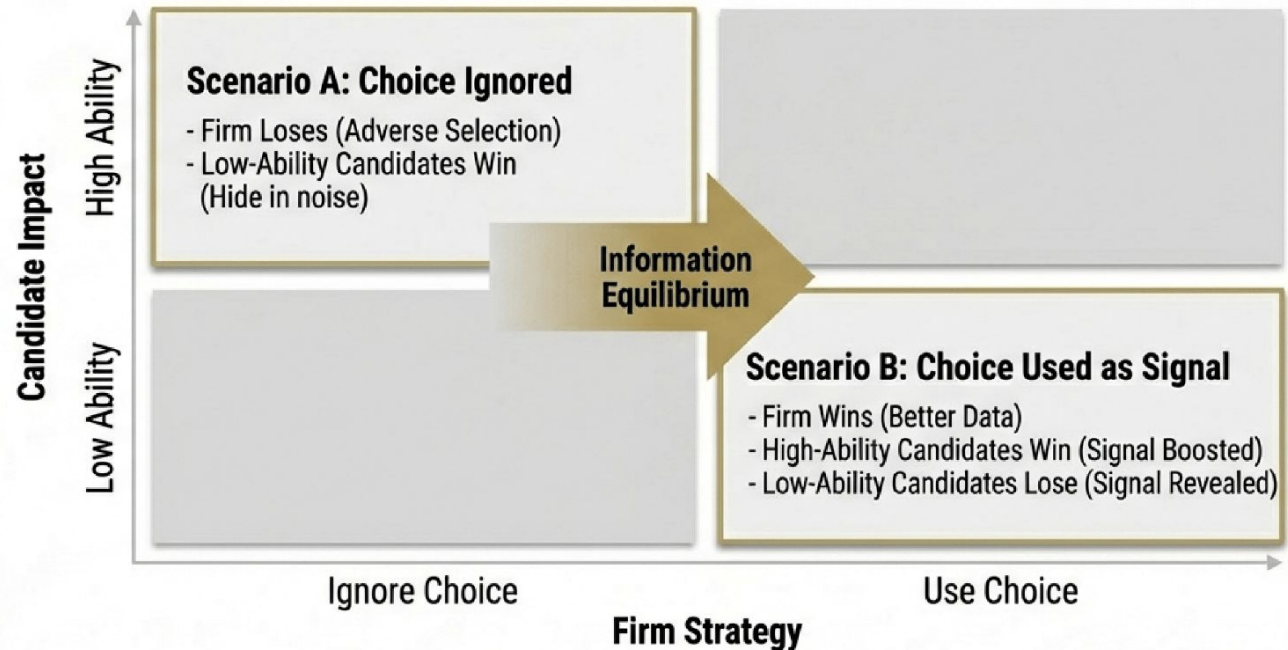 Candidate Impact
High Ability
Low Ability
Scenario A: Choice Ignored
- Firm Loses (Adverse Selection)
- Low-Ability Candidates Win
(Hide in noise)
Information
Equilibrium
Scenario B: Choice Used as Signal
- Firm Wins (Better Data)
- High-Ability Candidates Win (Signal Boosted)
- Low-Ability Candidates Lose (Signal Revealed)
Ignore Choice
Use Choice
Firm Strategy